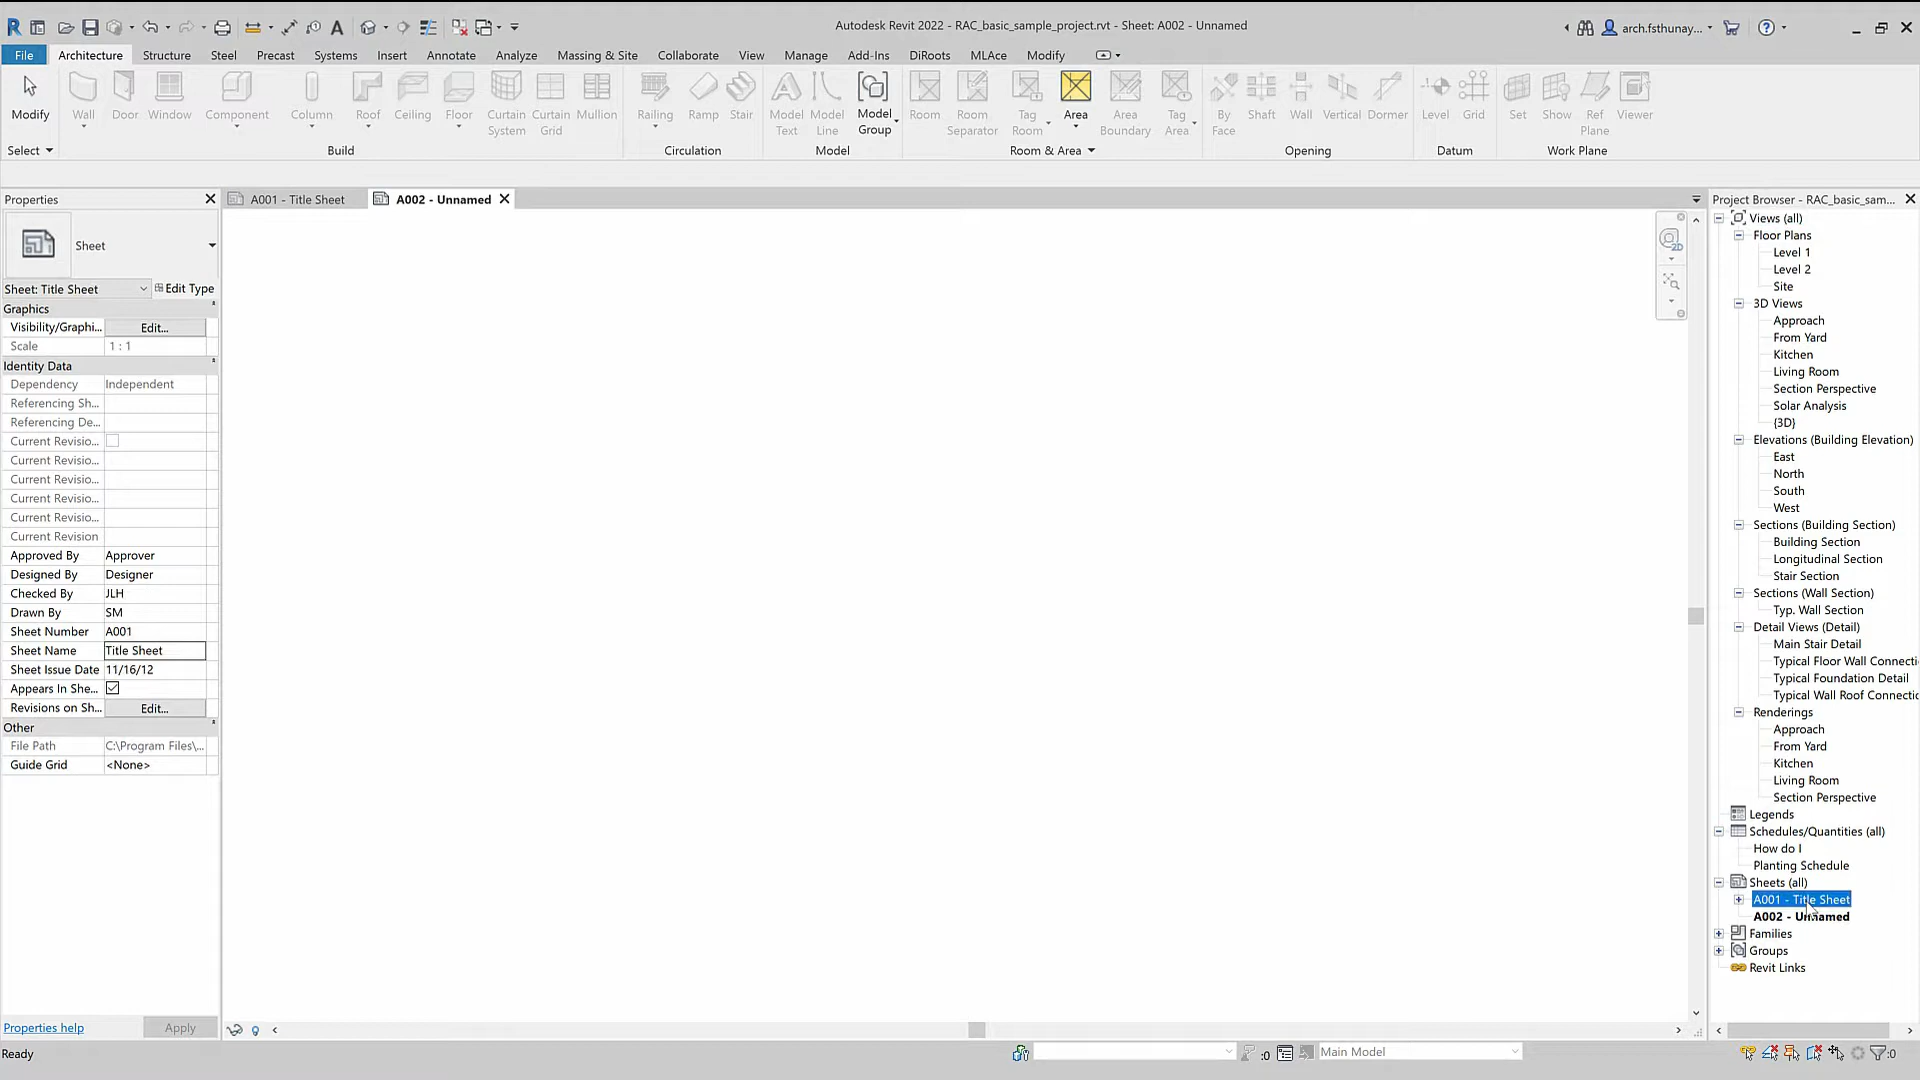 Autodesk Revit 2022 - RAC_basic_sample_project.rvt - Sheet: A002 - Unnamed
arch.fsthunay...
File Architecture Structure Steel Precast Systems Insert Annotate Analyze Massing & Site Collaborate View Manage Add-Ins DiRoots MLAce Modify
Modify Wall Door Window Component Column Roof Ceiling Floor Curtain System Curtain Grid Mullion Railing Ramp Stair Model Text Model Line Model Group Room Room Separator Tag Room Area Area Boundary Tag Area By Face Shaft Wall Vertical Dormer Level Grid Set Show Ref Plane Viewer
Select Build Circulation Model Room & Area Opening Datum Work Plane
Properties
Sheet
Sheet: Title Sheet Edit Type
Graphics
Visibility/Graphi... Edit...
Scale 1 : 1
Identity Data
Dependency Independent
Referencing Sh...
Referencing De...
Current Revisio...
Current Revisio...
Current Revisio...
Current Revisio...
Current Revisio...
Current Revision
Approved By Approver
Designed By Designer
Checked By JLH
Drawn By SM
Sheet Number A001
Sheet Name Title Sheet
Sheet Issue Date 11/16/12
Appears In She...
Revisions on Sh... Edit...
Other
File Path C:\Program Files\...
Guide Grid <None>
Properties help Apply
A001 - Title Sheet A002 - Unnamed
2D
Project Browser - RAC_basic_sam...
Views (all)
Floor Plans
Level 1
Level 2
Site
3D Views
Approach
From Yard
Kitchen
Living Room
Section Perspective
Solar Analysis
{3D}
Elevations (Building Elevation)
East
North
South
West
Sections (Building Section)
Building Section
Longitudinal Section
Stair Section
Sections (Wall Section)
Typ. Wall Section
Detail Views (Detail)
Main Stair Detail
Typical Floor Wall Connecti
Typical Foundation Detail
Typical Wall Roof Connectic
Renderings
Approach
From Yard
Kitchen
Living Room
Section Perspective
Legends
Schedules/Quantities (all)
How do I
Planting Schedule
Sheets (all)
A001 - Title Sheet
A002 - Unnamed
Families
Groups
Revit Links
Ready :0 Main Model :0